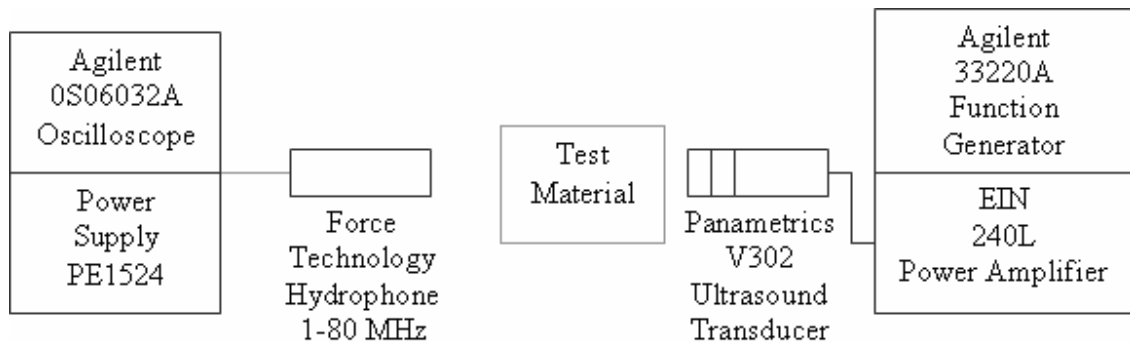 Agilent
0S06032A
Oscilloscope
Power
Supply
PE1524
Force
Technology
Hydrophone
1-80 MHz
Test
Material
Panametrics
V302
Ultrasound
Transducer
Agilent
33220A
Function
Generator
EIN
240L
Power Amplifier